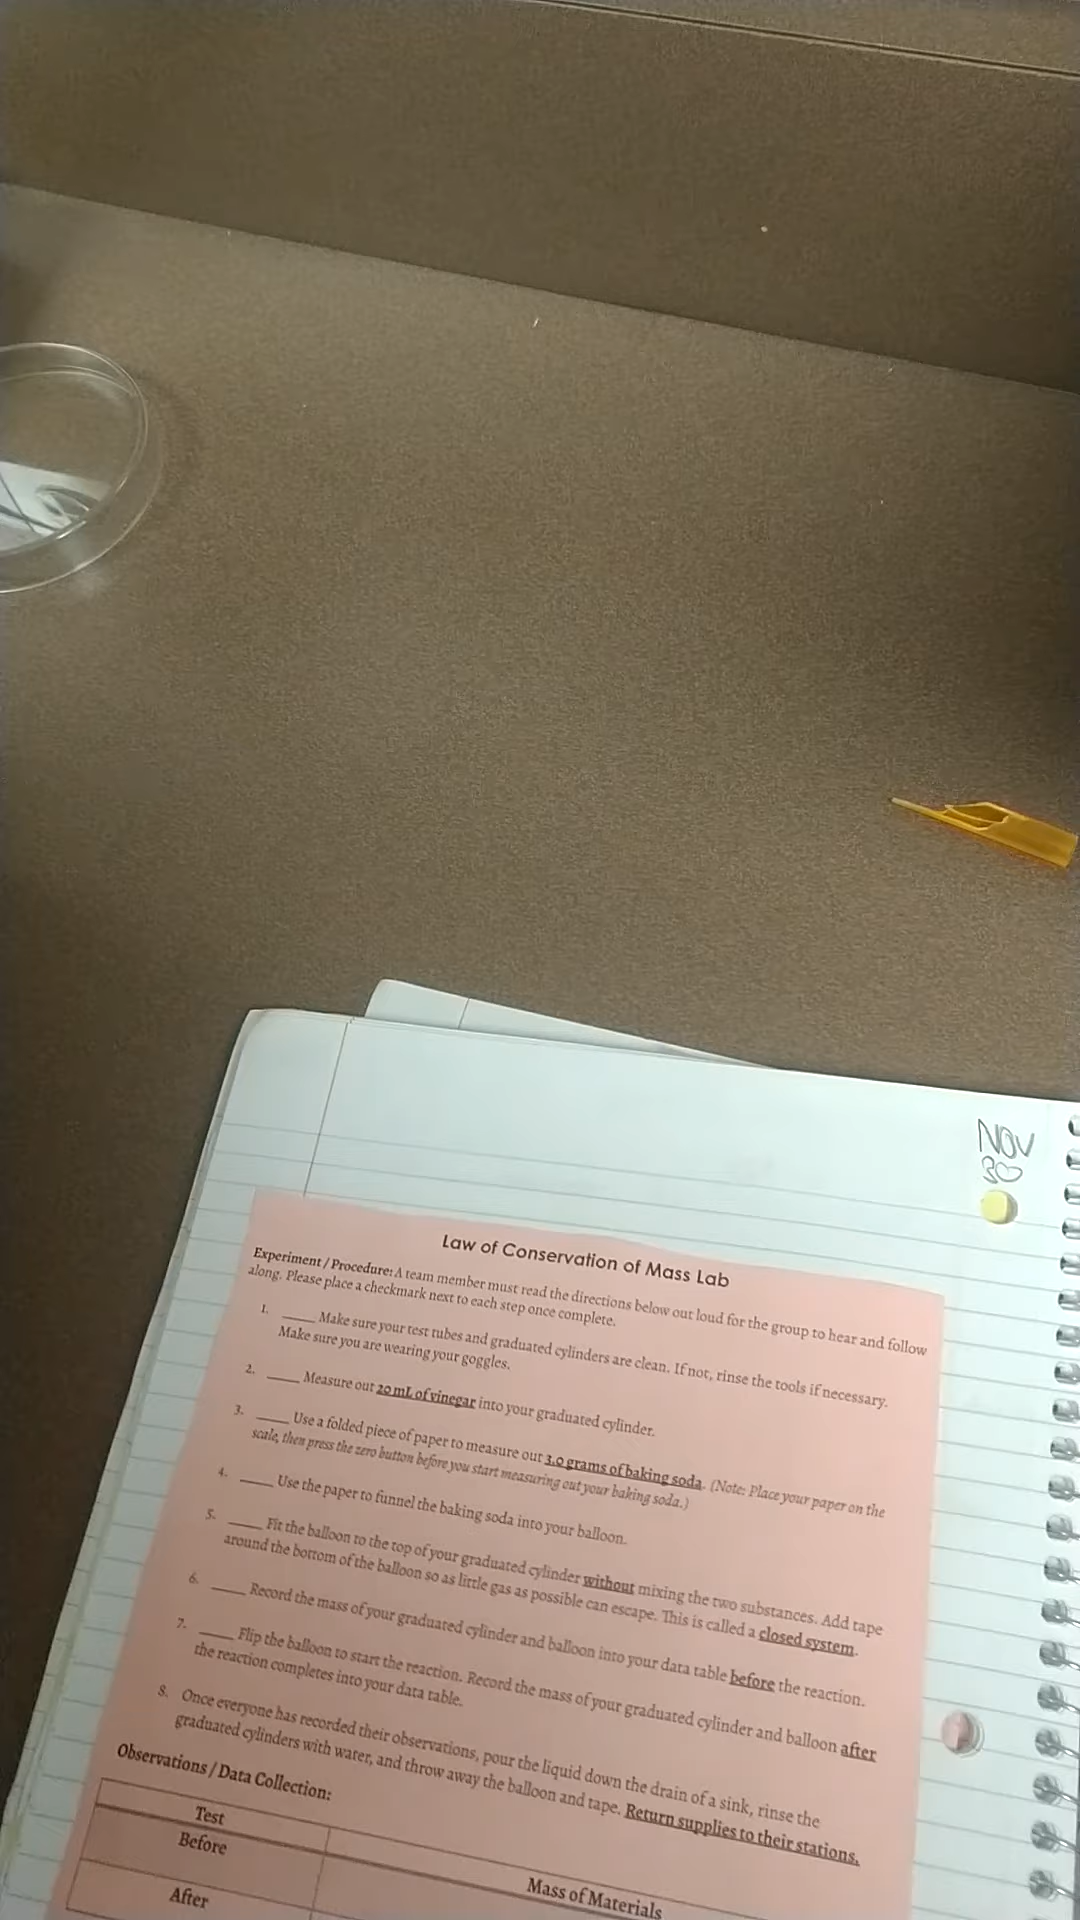 NOV
30
Law of Conservation of Mass Lab
Experiment / Procedure: A team member must read the directions below out loud for the group to hear and follow
along. Please place a checkmark next to each step once complete.
1. ____ Make sure your test tubes and graduated cylinders are clean. If not, rinse the tools if necessary.
Make sure you are wearing your goggles.
2. ____ Measure out 20 mL of vinegar into your graduated cylinder.
3. ____ Use a folded piece of paper to measure out 3.0 grams of baking soda. (Note: Place your paper on the
scale, then press the zero button before you start measuring out your baking soda.)
4. ____ Use the paper to funnel the baking soda into your balloon.
5. ____ Fit the balloon to the top of your graduated cylinder without mixing the two substances. Add tape
around the bottom of the balloon so as little gas as possible can escape. This is called a closed system.
6. ____ Record the mass of your graduated cylinder and balloon into your data table before the reaction.
7. ____ Flip the balloon to start the reaction. Record the mass of your graduated cylinder and balloon after
the reaction completes into your data table.
8. Once everyone has recorded their observations, pour the liquid down the drain of a sink, rinse the
graduated cylinders with water, and throw away the balloon and tape. Return supplies to their stations.
Observations / Data Collection:
Test
Mass of Materials
Before
After